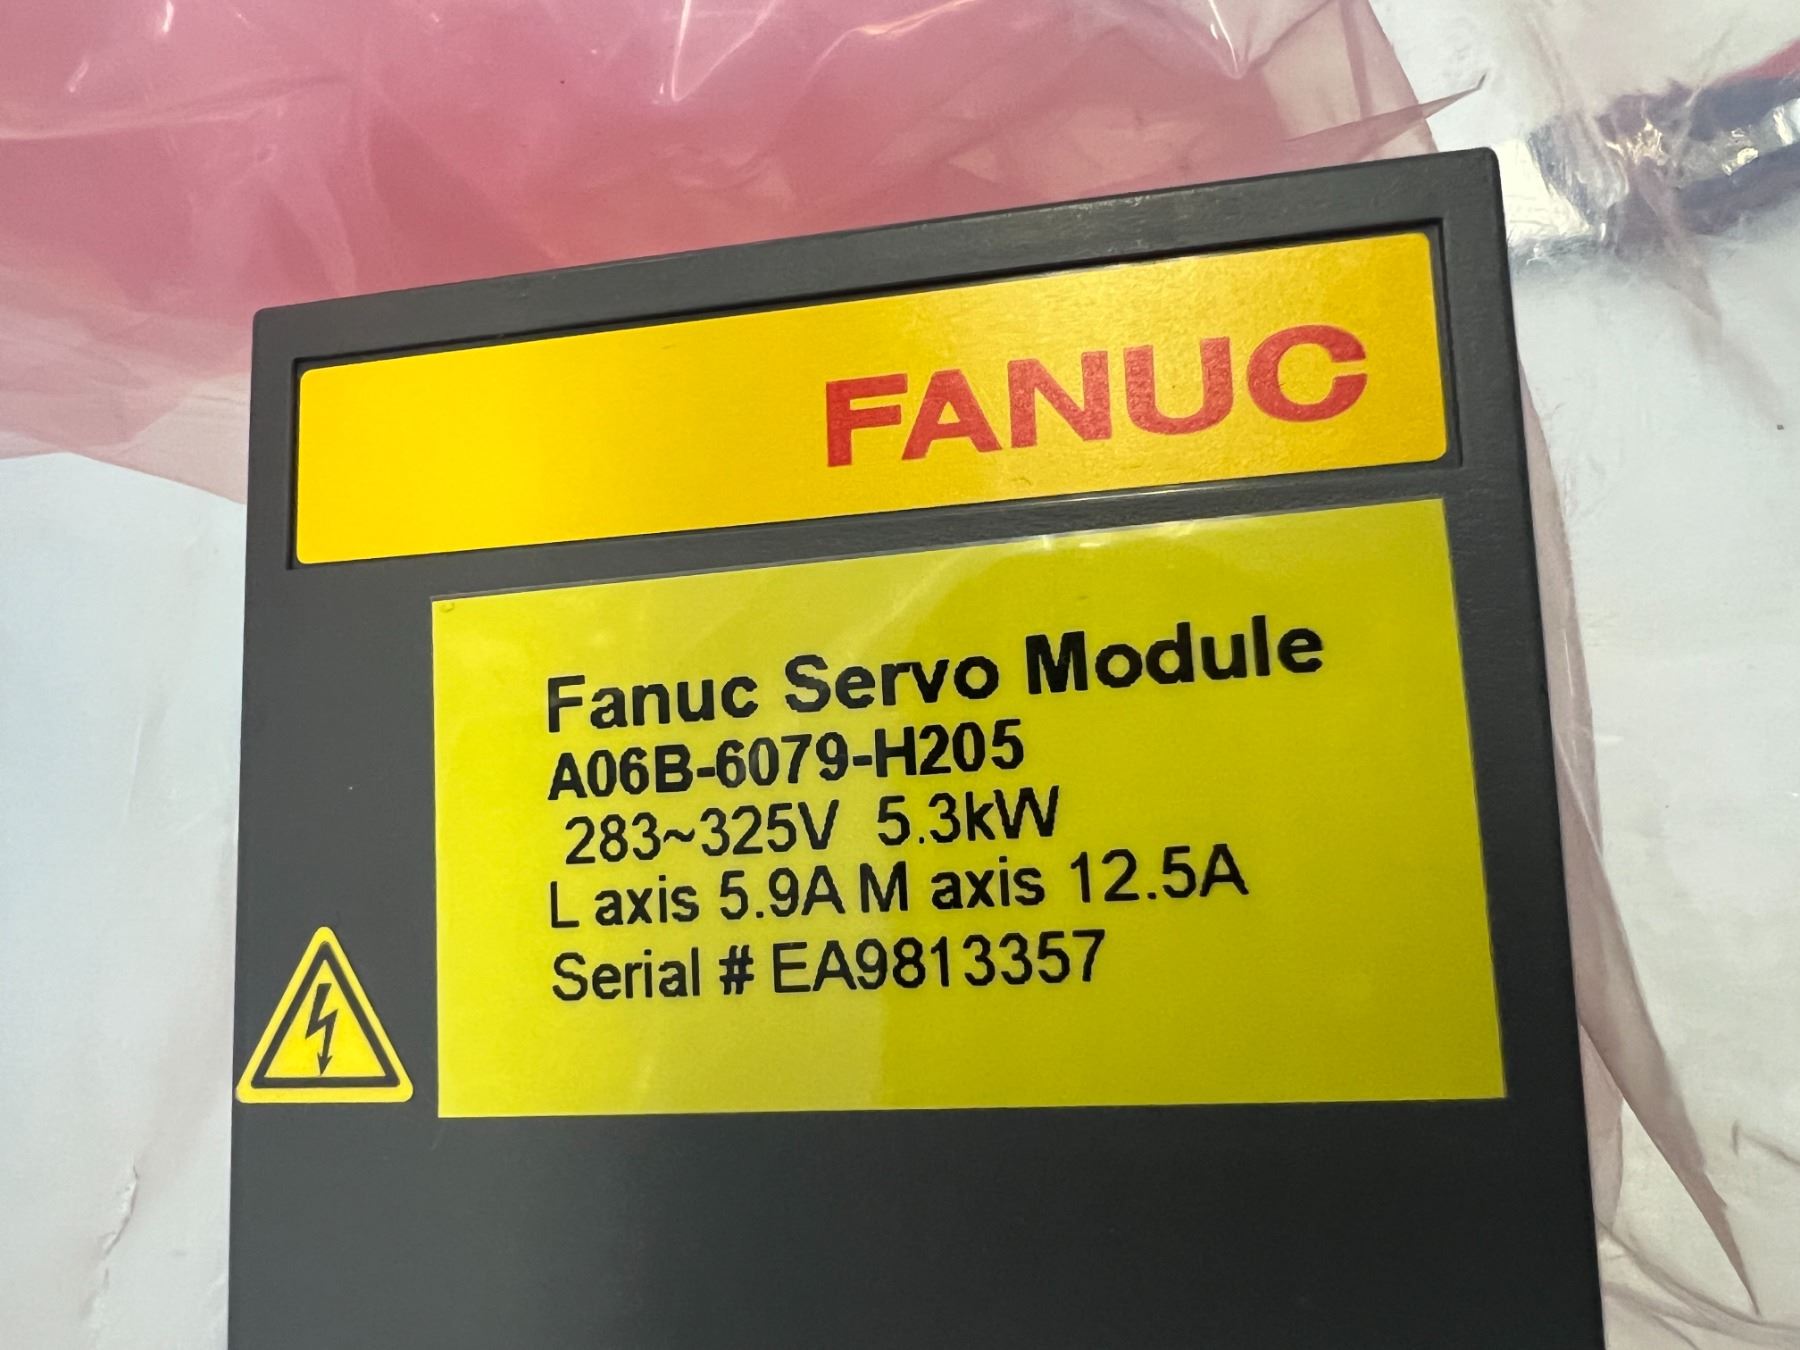 FANUC
Fanuc Servo Module
A06B-6079-H205
283~325V 5.3kW
L axis 5.9A M axis 12.5A
Serial # EA9813357